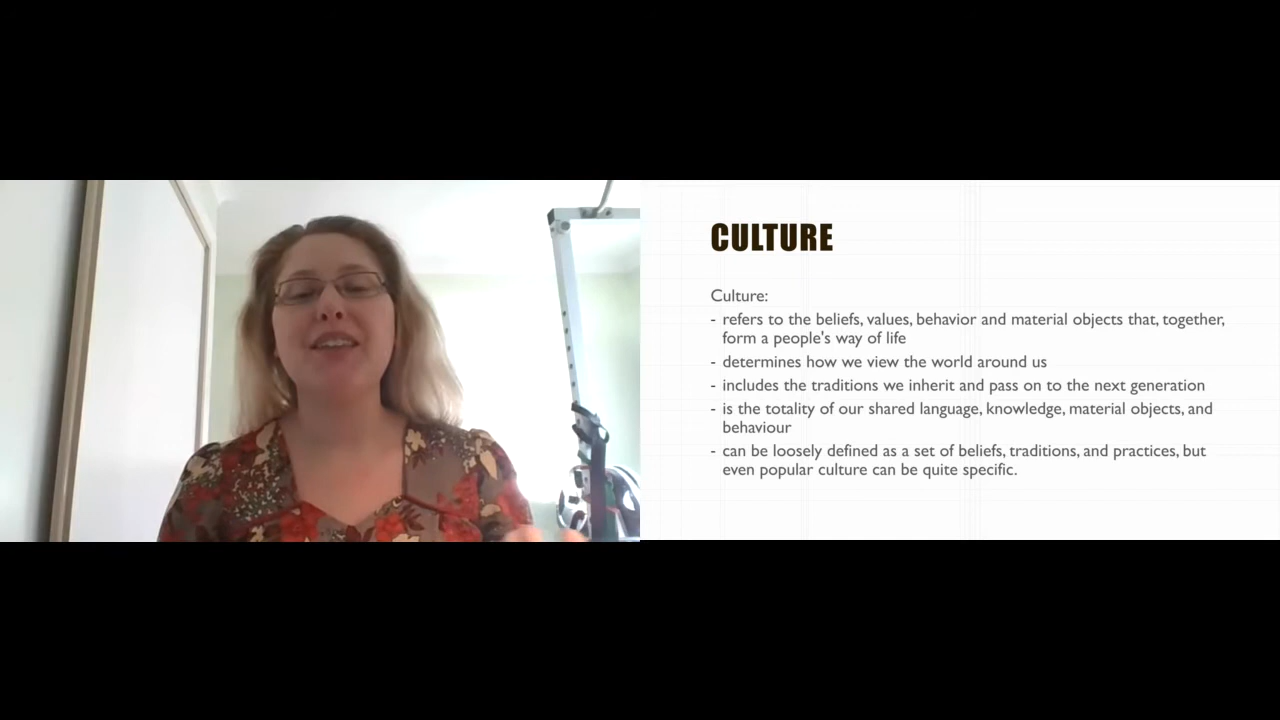 CULTURE
Culture:
- refers to the beliefs, values, behavior and material objects that, together,
form a people's way of life
- determines how we view the world around us
- includes the traditions we inherit and pass on to the next generation
- is the totality of our shared language, knowledge, material objects, and
behaviour
- can be loosely defined as a set of beliefs, traditions, and practices, but
even popular culture can be quite specific.